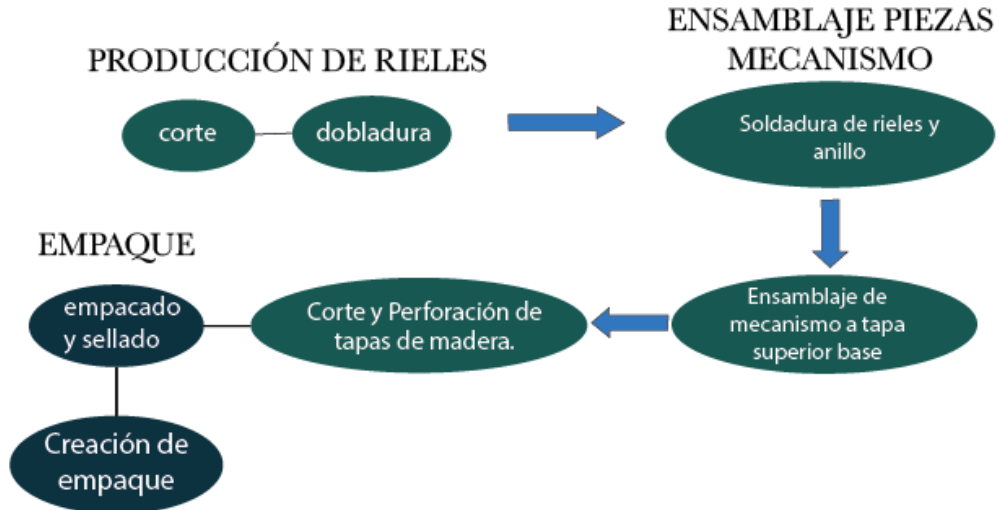 PRODUCCIÓN DE RIELES
corte
dobladura
ENSAMBLAJE PIEZAS
MECANISMO
Soldadura de rieles y
anillo
Ensamblaje de
mecanismo a tapa
superior base
Corte y Perforación de
tapas de madera.
EMPAQUE
empacado
y sellado
Creación de
empaque